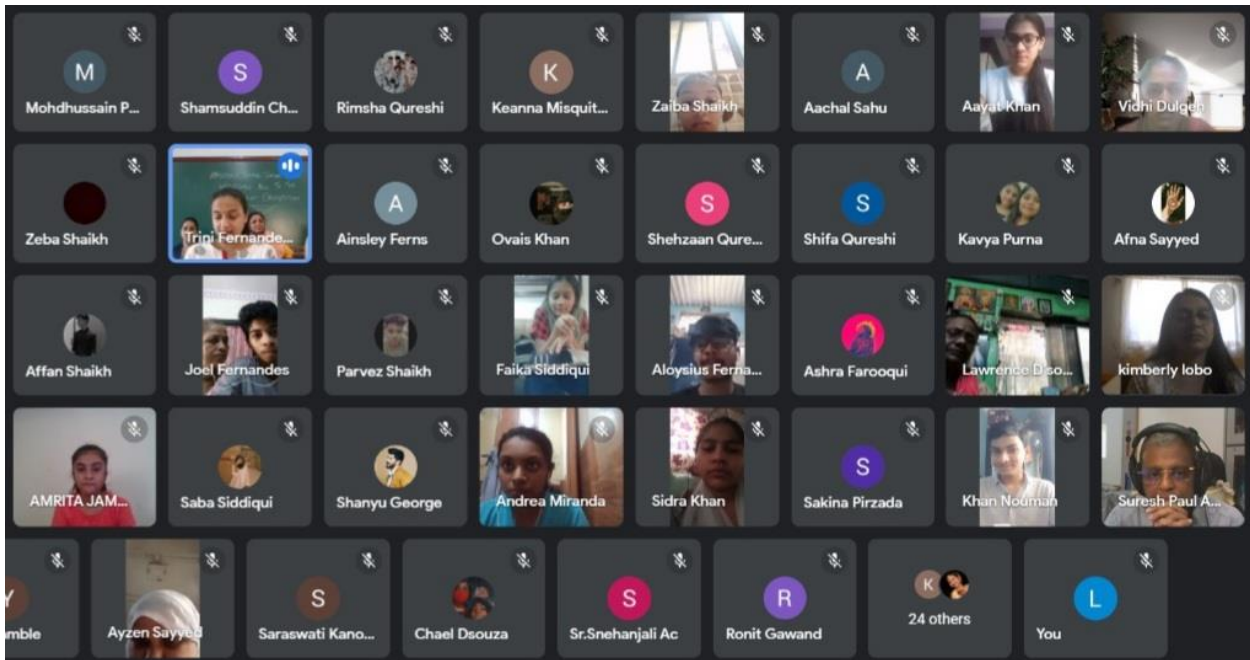 M
Mohdhussain P...
S
Shamsuddin Ch...
Rimsha Qureshi
K
Keanna Misquit...
Zaiba Shaikh
A
Aachal Sahu
Aayat Khan
Vidhi Dulgeh
Zeba Shaikh
Trini Fernande...
A
Ainsley Ferns
Ovais Khan
S
Shehzaan Qure...
S
Shifa Qureshi
Kavya Purna
Afna Sayyed
Affan Shaikh
Joel Fernandes
Parvez Shaikh
Faika Siddiqui
Aloysius Ferna...
Ashra Farooqui
Lawrence D'so...
kimberly lobo
AMRITA JAM...
Saba Siddiqui
Shanyu George
Andrea Miranda
Sidra Khan
S
Sakina Pirzada
Khan Nouman
Suresh Paul A...
Y
mble
Ayzen Sayyed
S
Saraswati Kano...
Chael Dsouza
S
Sr.Snehanjali Ac
R
Ronit Gawand
K
24 others
L
You